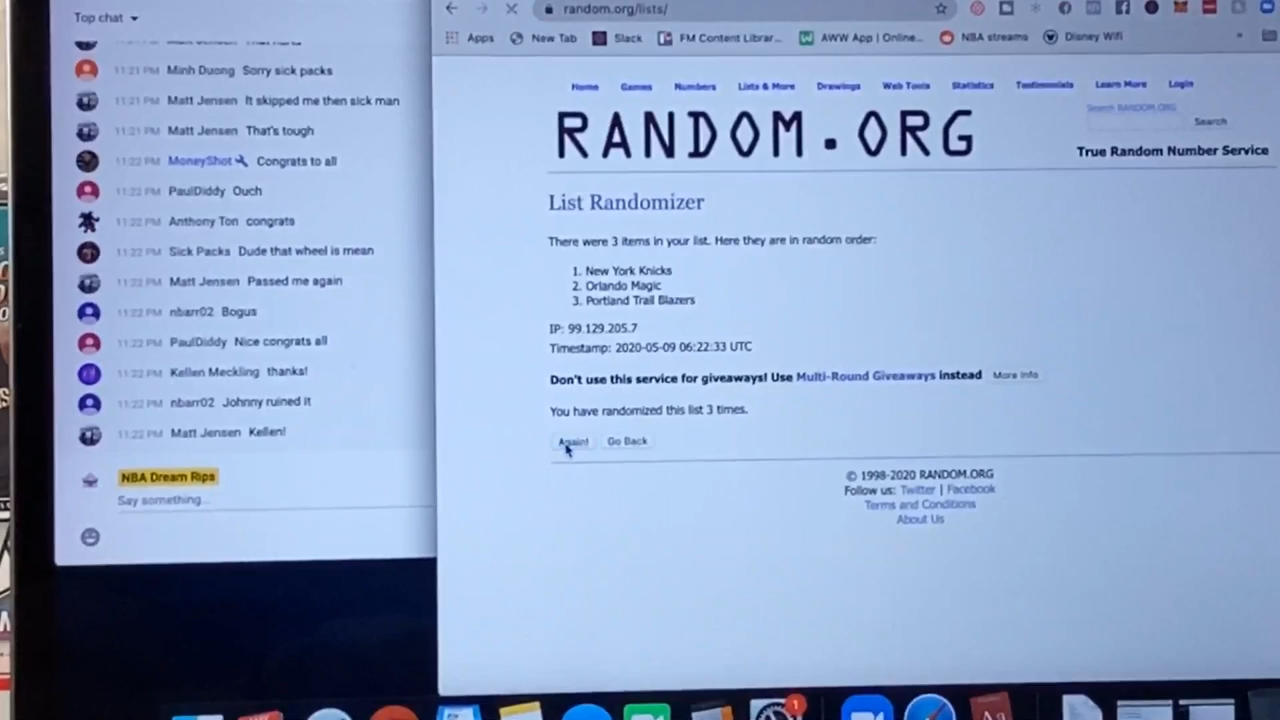 Top chat
11:21 PM Minh Duong Sorry sick packs
11:21 PM Matt Jensen It skipped me then sick man
11:21 PM Matt Jensen That's tough
11:22 PM MoneyShot Congrats to all
11:22 PM PaulDiddy Ouch
11:22 PM Anthony Ton congrats
11:22 PM Sick Packs Dude that wheel is mean
11:22 PM Matt Jensen Passed me again
11:22 PM nbarr02 Bogus
11:22 PM PaulDiddy Nice congrats all
11:22 PM Kellen Meckling thanks!
11:22 PM nbarr02 Johnny ruined it
11:22 PM Matt Jensen Kellen!
NBA Dream Rips
Say something...
random.org/lists/
Apps New Tab Slack FM Content Librar... AWW App | Online... NBA streams Disney Wifi »
Home Games Numbers Lists & More Drawings Web Tools Statistics Testimonials Learn More Login
Search RANDOM.ORG
Search
RANDOM.ORG
True Random Number Service
List Randomizer
There were 3 items in your list. Here they are in random order:
1. New York Knicks
2. Orlando Magic
3. Portland Trail Blazers
IP: 99.129.205.7
Timestamp: 2020-05-09 06:22:33 UTC
Don't use this service for giveaways! Use Multi-Round Giveaways instead More Info
You have randomized this list 3 times.
Again! Go Back
© 1998-2020 RANDOM.ORG
Follow us: Twitter | Facebook
Terms and Conditions
About Us
1
Aa